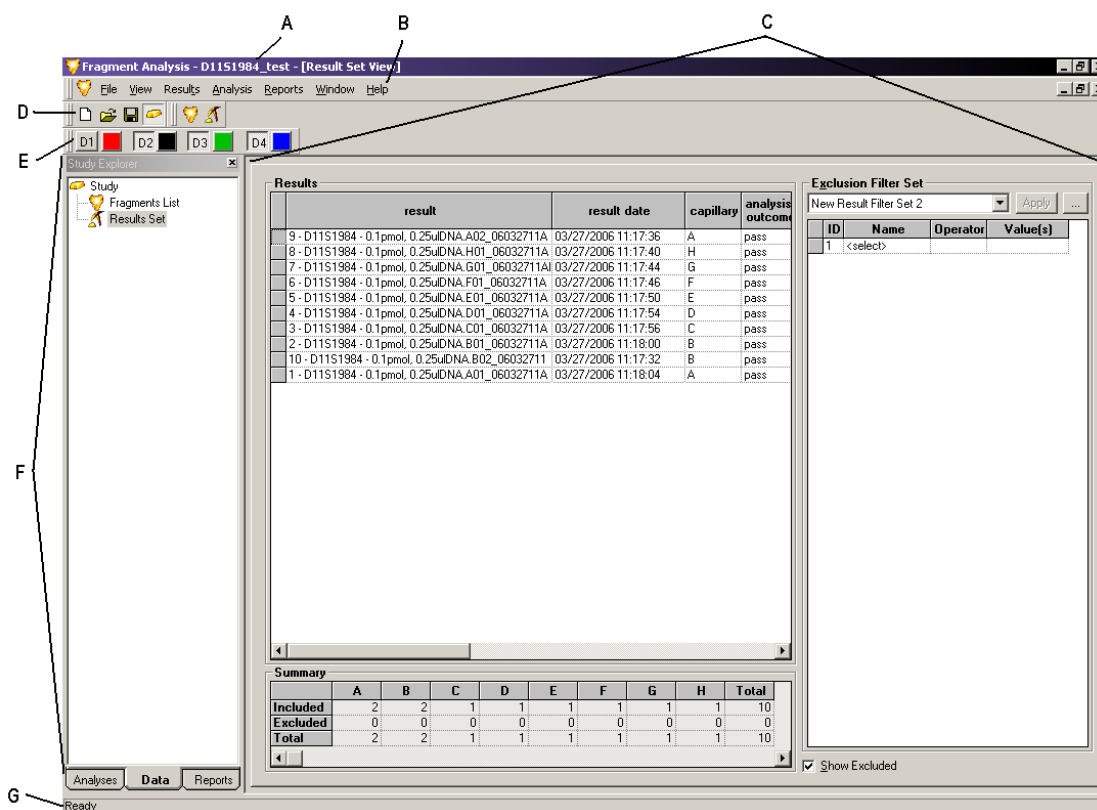 A B C
Fragment Analysis - D11S1984_test - [Result Set View]
File View Results Analysis Reports Window Help
D
E
D1 D2 D3 D4
Study Explorer
Study
Fragments List
Results Set
F
Results
result result date capillary analysis outcome
9 - D11S1984 - 0.1pmol, 0.25ulDNA.A02_06032711A 03/27/2006 11:17:36 A pass
8 - D11S1984 - 0.1pmol, 0.25ulDNA.H01_06032711A 03/27/2006 11:17:40 H pass
7 - D11S1984 - 0.1pmol, 0.25ulDNA.G01_06032711Al 03/27/2006 11:17:44 G pass
6 - D11S1984 - 0.1pmol, 0.25ulDNA.F01_06032711A 03/27/2006 11:17:46 F pass
5 - D11S1984 - 0.1pmol, 0.25ulDNA.E01_06032711A 03/27/2006 11:17:50 E pass
4 - D11S1984 - 0.1pmol, 0.25ulDNA.D01_06032711A 03/27/2006 11:17:54 D pass
3 - D11S1984 - 0.1pmol, 0.25ulDNA.C01_06032711A 03/27/2006 11:17:56 C pass
2 - D11S1984 - 0.1pmol, 0.25ulDNA.B01_06032711A 03/27/2006 11:18:00 B pass
10 - D11S1984 - 0.1pmol, 0.25ulDNA.B02_06032711 03/27/2006 11:17:32 B pass
1 - D11S1984 - 0.1pmol, 0.25ulDNA.A01_06032711A 03/27/2006 11:18:04 A pass
Exclusion Filter Set
New Result Filter Set 2 Apply ...
ID Name Operator Value(s)
1 <select>
Summary
A B C D E F G H Total
Included 2 2 1 1 1 1 1 1 10
Excluded 0 0 0 0 0 0 0 0 0
Total 2 2 1 1 1 1 1 1 10
Show Excluded
Analyses Data Reports
G
Ready